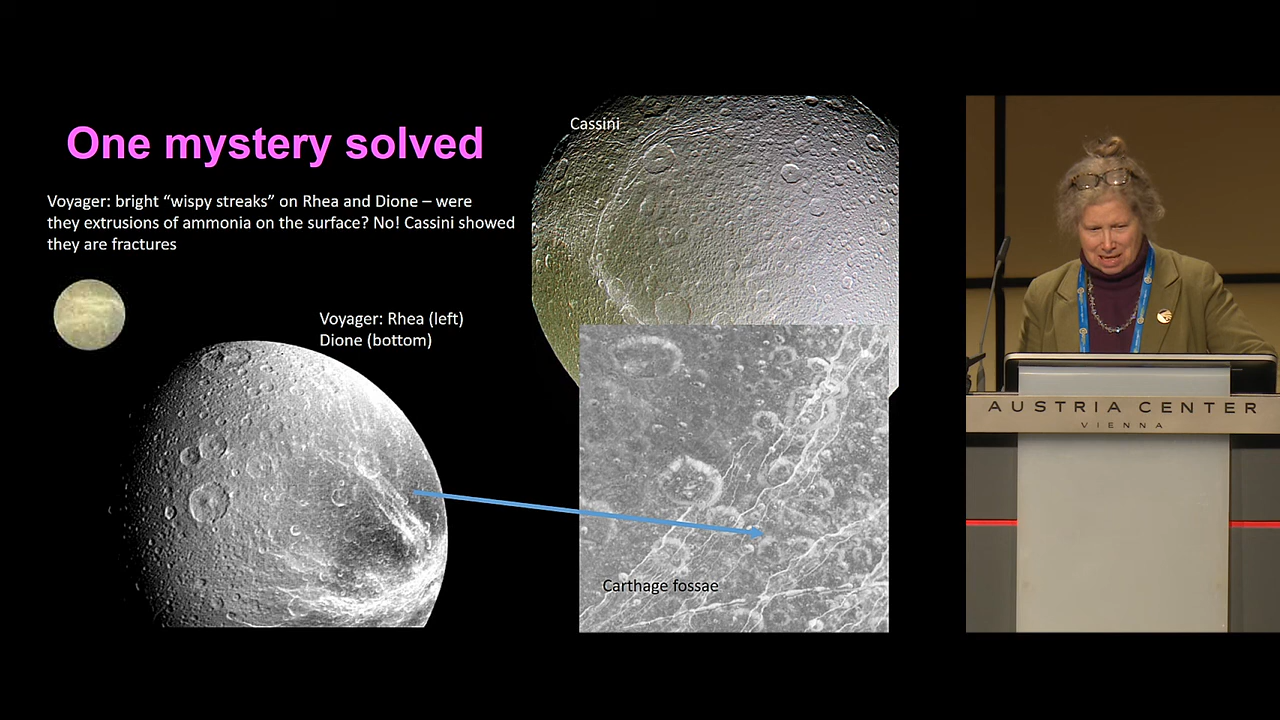 One mystery solved
Voyager: bright “wispy streaks” on Rhea and Dione – were
they extrusions of ammonia on the surface? No! Cassini showed
they are fractures
Cassini
Voyager: Rhea (left)
Dione (bottom)
Carthage fossae
AUSTRIA CENTER
VIENNA